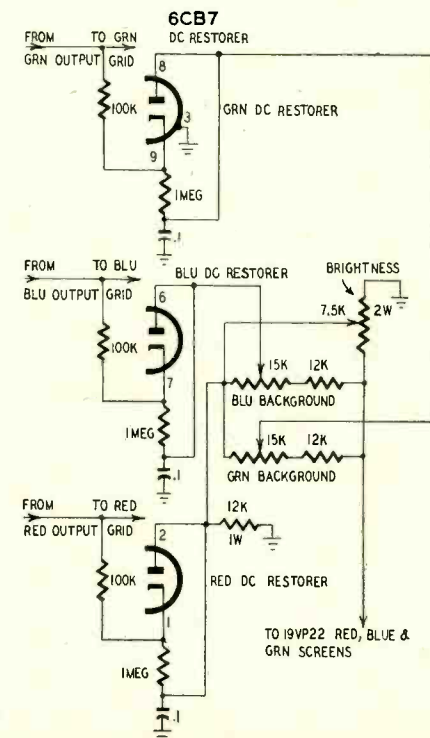 6CB7
DC RESTORER
FROM TO GRN
GRN OUTPUT GRID
8
100K
3
GRN DC RESTORER
9
1MEG
.1
FROM TO BLU
BLU OUTPUT GRID
BLU DC RESTORER
BRIGHTNESS
6
7.5K
2W
100K
15K 12K
7
BLU BACKGROUND
1MEG
15K 12K
.1
GRN BACKGROUND
FROM TO RED
RED OUTPUT GRID
12K
2
1W
100K
RED DC RESTORER
1
TO 19VP22 RED, BLUE &
GRN SCREENS
1MEG
.1